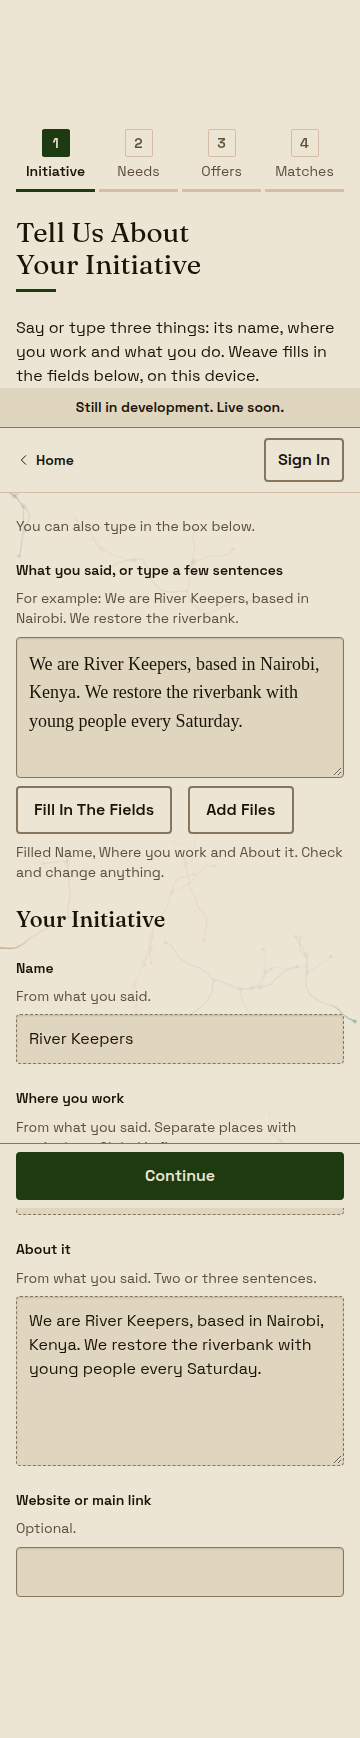 1
2
3
4
Initiative
Needs
Offers
Matches
Tell Us About
Your Initiative
Say or type three things: its name, where
you work and what you do. Weave fills in
the fields below, on this device.
Still in development. Live soon.
Home
Sign In
You can also type in the box below.
What you said, or type a few sentences
For example: We are River Keepers, based in
Nairobi. We restore the riverbank.
We are River Keepers, based in Nairobi,
Kenya. We restore the riverbank with
young people every Saturday.
Fill In The Fields
Add Files
Filled Name, Where you work and About it. Check
and change anything.
Your Initiative
Name
From what you said.
River Keepers
Where you work
From what you said. Separate places with
Continue
About it
From what you said. Two or three sentences.
We are River Keepers, based in Nairobi,
Kenya. We restore the riverbank with
young people every Saturday.
Website or main link
Optional.